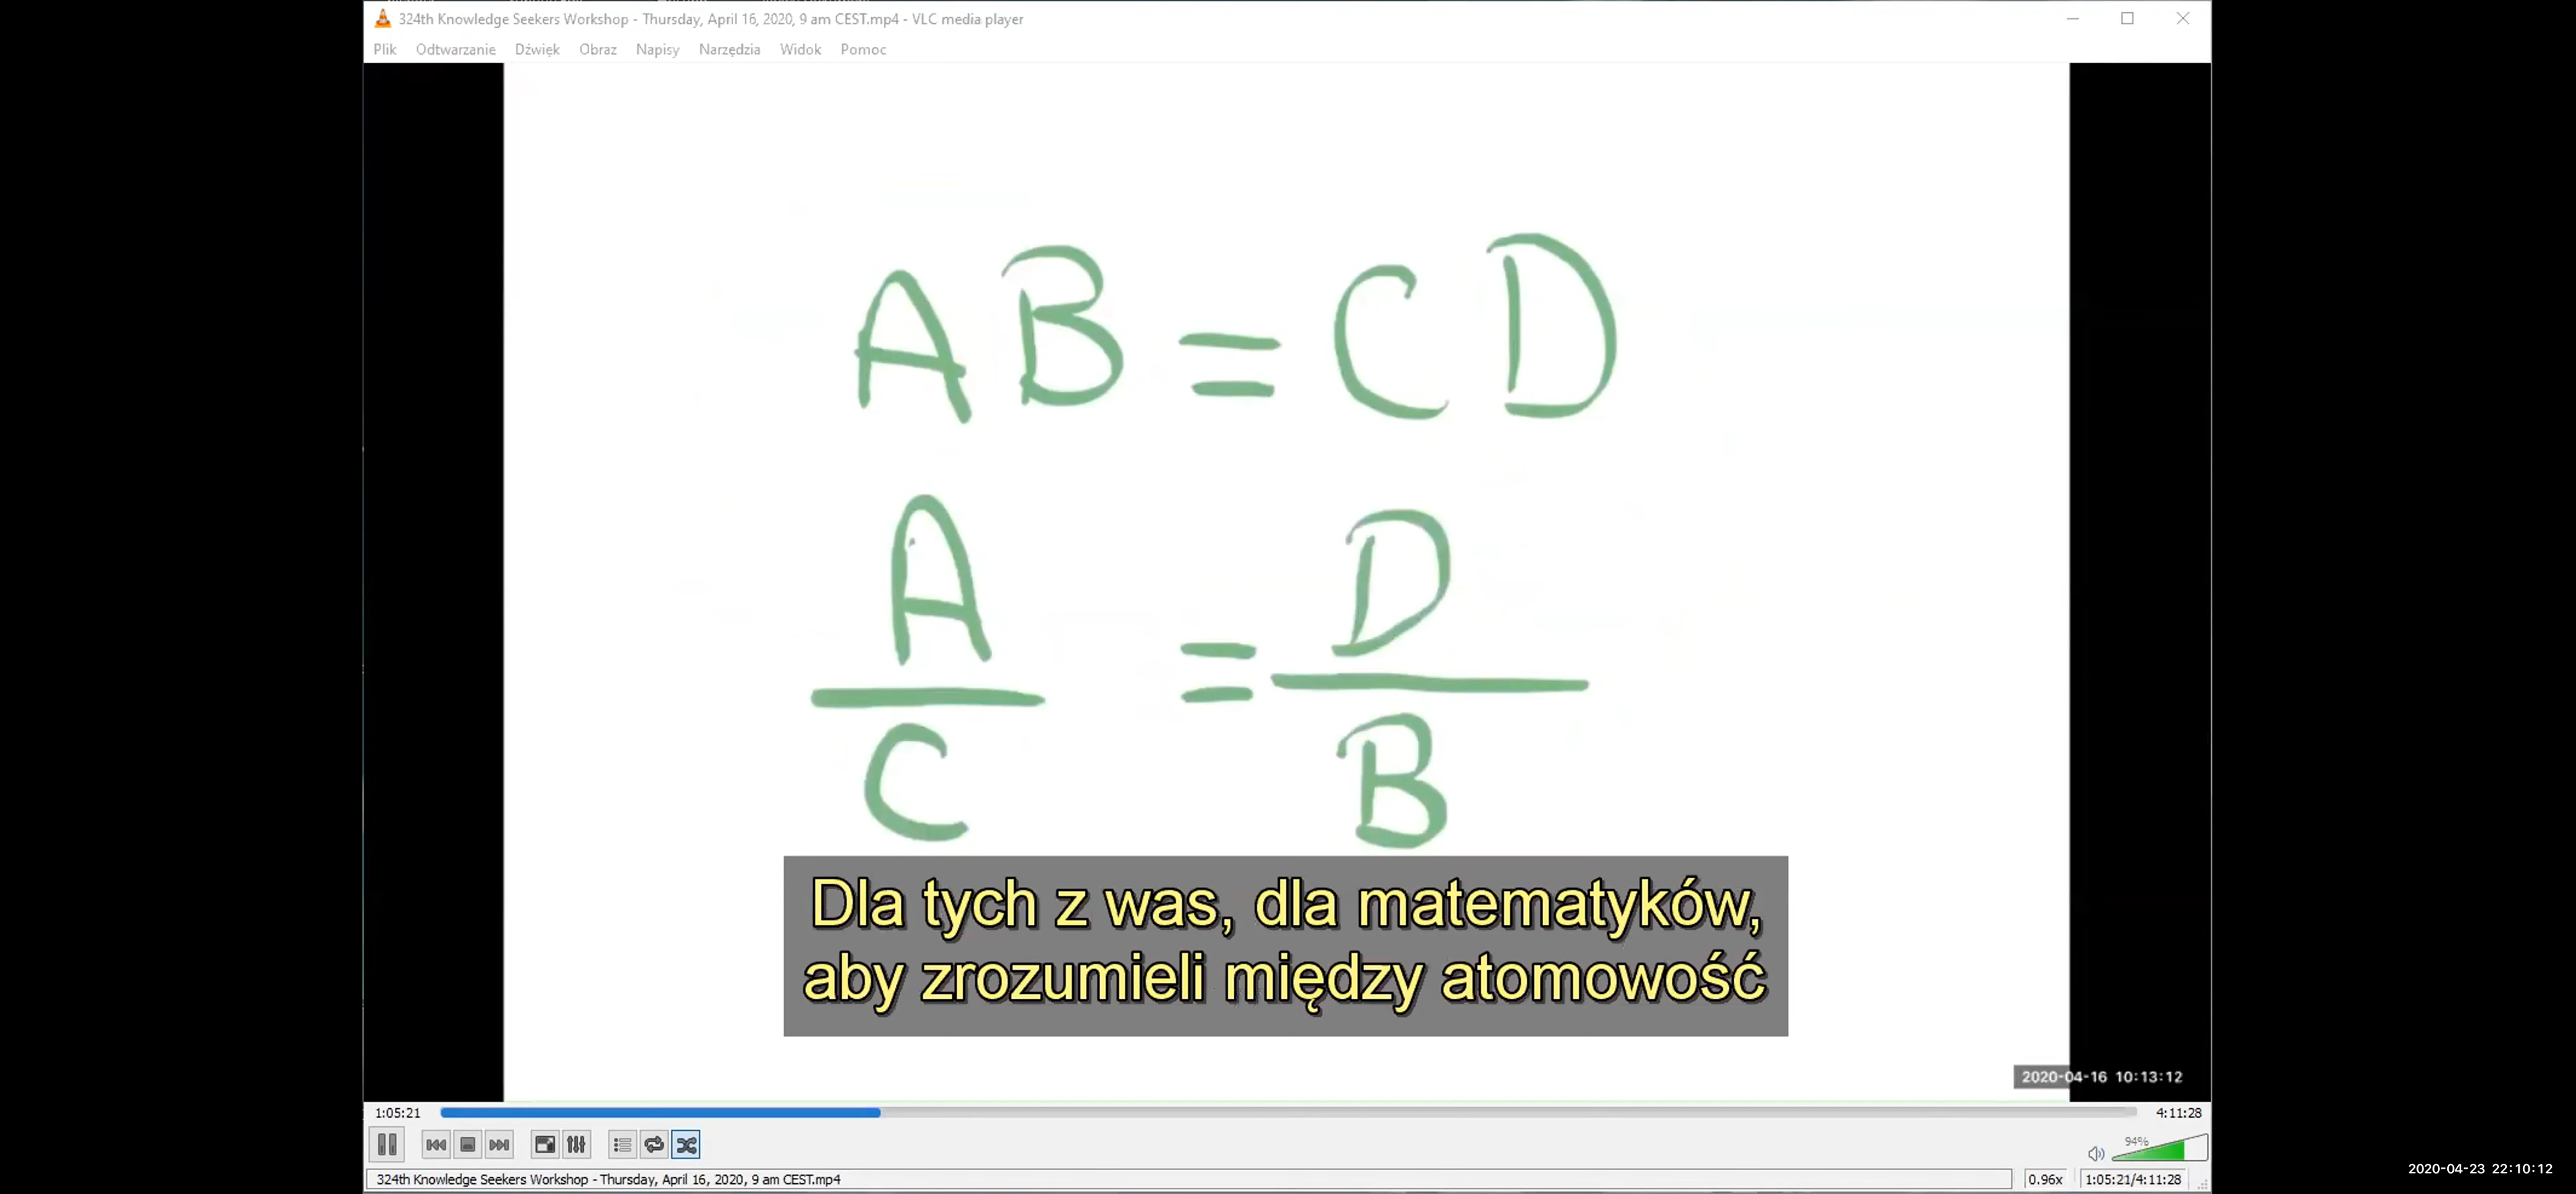 324th Knowledge Seekers Workshop - Thursday, April 16, 2020, 9 am CEST.mp4 - VLC media player
Plik Odtwarzanie Dźwięk Obraz Napisy Narzędzia Widok Pomoc
AB = CD
A = D
C B
Dla tych z was, dla matematyków,
aby zrozumieli między atomowość
2020-04-16 10:13:12
1:05:21 4:11:28
94%
324th Knowledge Seekers Workshop - Thursday, April 16, 2020, 9 am CEST.mp4 0.96x 1:05:21/4:11:28
2020-04-23 22:10:12